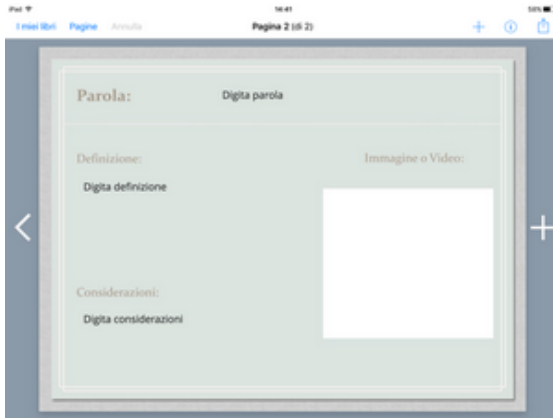 iPad 14:41 59%
I miei libri Pagine Annulla Pagina 2 (di 2)
Parola: Digita parola
Definizione: Immagine o Video:
Digita definizione
Considerazioni:
Digita considerazioni